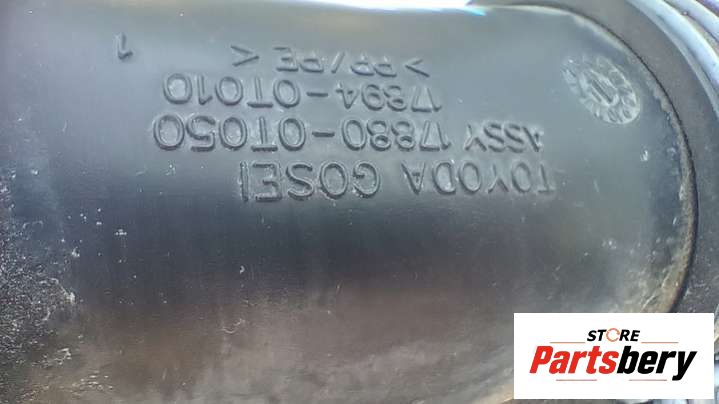 TOYODA GOSEI
ASSY 17880-0T050
17894-0T010
>PP/PE<
1
STORE
Partsbery